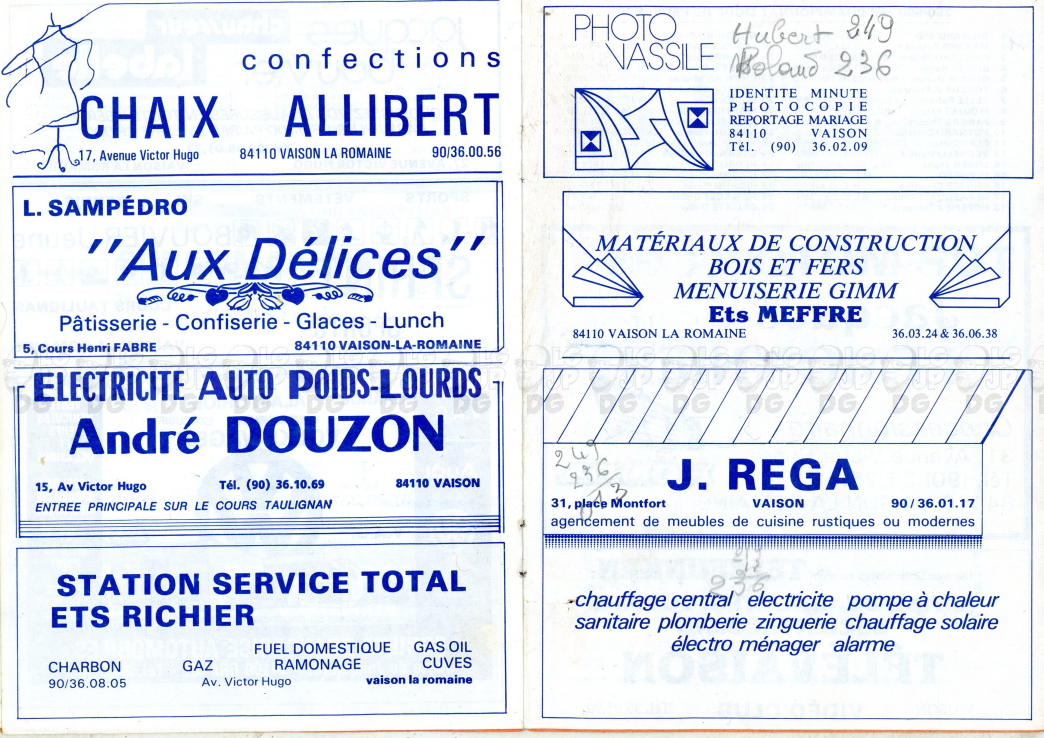 confections
CHAIX ALLIBERT
17, Avenue Victor Hugo 84110 VAISON LA ROMAINE 90/36.00.56
L. SAMPÉDRO
"Aux Délices"
Pâtisserie - Confiserie - Glaces - Lunch
5, Cours Henri FABRE 84110 VAISON-LA-ROMAINE
ELECTRICITE AUTO POIDS-LOURDS
André DOUZON
15, Av Victor Hugo Tél. (90) 36.10.69 84110 VAISON
ENTREE PRINCIPALE SUR LE COURS TAULIGNAN
STATION SERVICE TOTAL
ETS RICHIER
FUEL DOMESTIQUE GAS OIL
CHARBON GAZ RAMONAGE CUVES
90/36.08.05 Av. Victor Hugo vaison la romaine
PHOTO
VASSILE
Hubert 249
236
IDENTITE MINUTE
PHOTOCOPIE
REPORTAGE MARIAGE
84110 VAISON
Tél. (90) 36.02.09
MATÉRIAUX DE CONSTRUCTION
BOIS ET FERS
MENUISERIE GIMM
Ets MEFFRE
84110 VAISON LA ROMAINE 36.03.24 & 36.06.38
249
236
13
J. REGA
31, place Montfort VAISON 90/36.01.17
agencement de meubles de cuisine rustiques ou modernes
236
chauffage central electricite pompe à chaleur
sanitaire plomberie zinguerie chauffage solaire
électro ménager alarme